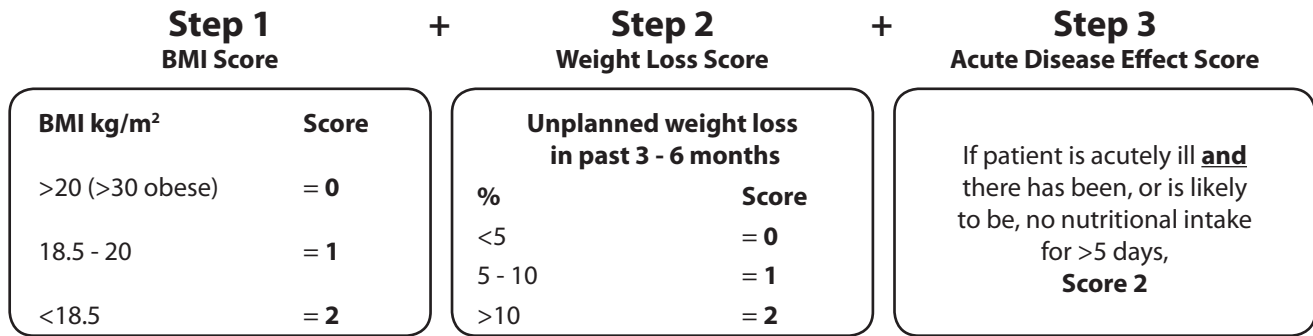 Step 1 + Step 2 + Step 3
BMI Score Weight Loss Score Acute Disease Effect Score
BMI kg/m² Score
>20 (>30 obese) = 0
18.5 - 20 = 1
<18.5 = 2
Unplanned weight loss
in past 3 - 6 months
% Score
<5 = 0
5 - 10 = 1
>10 = 2
If patient is acutely ill and
there has been, or is likely
to be, no nutritional intake
for >5 days,
Score 2